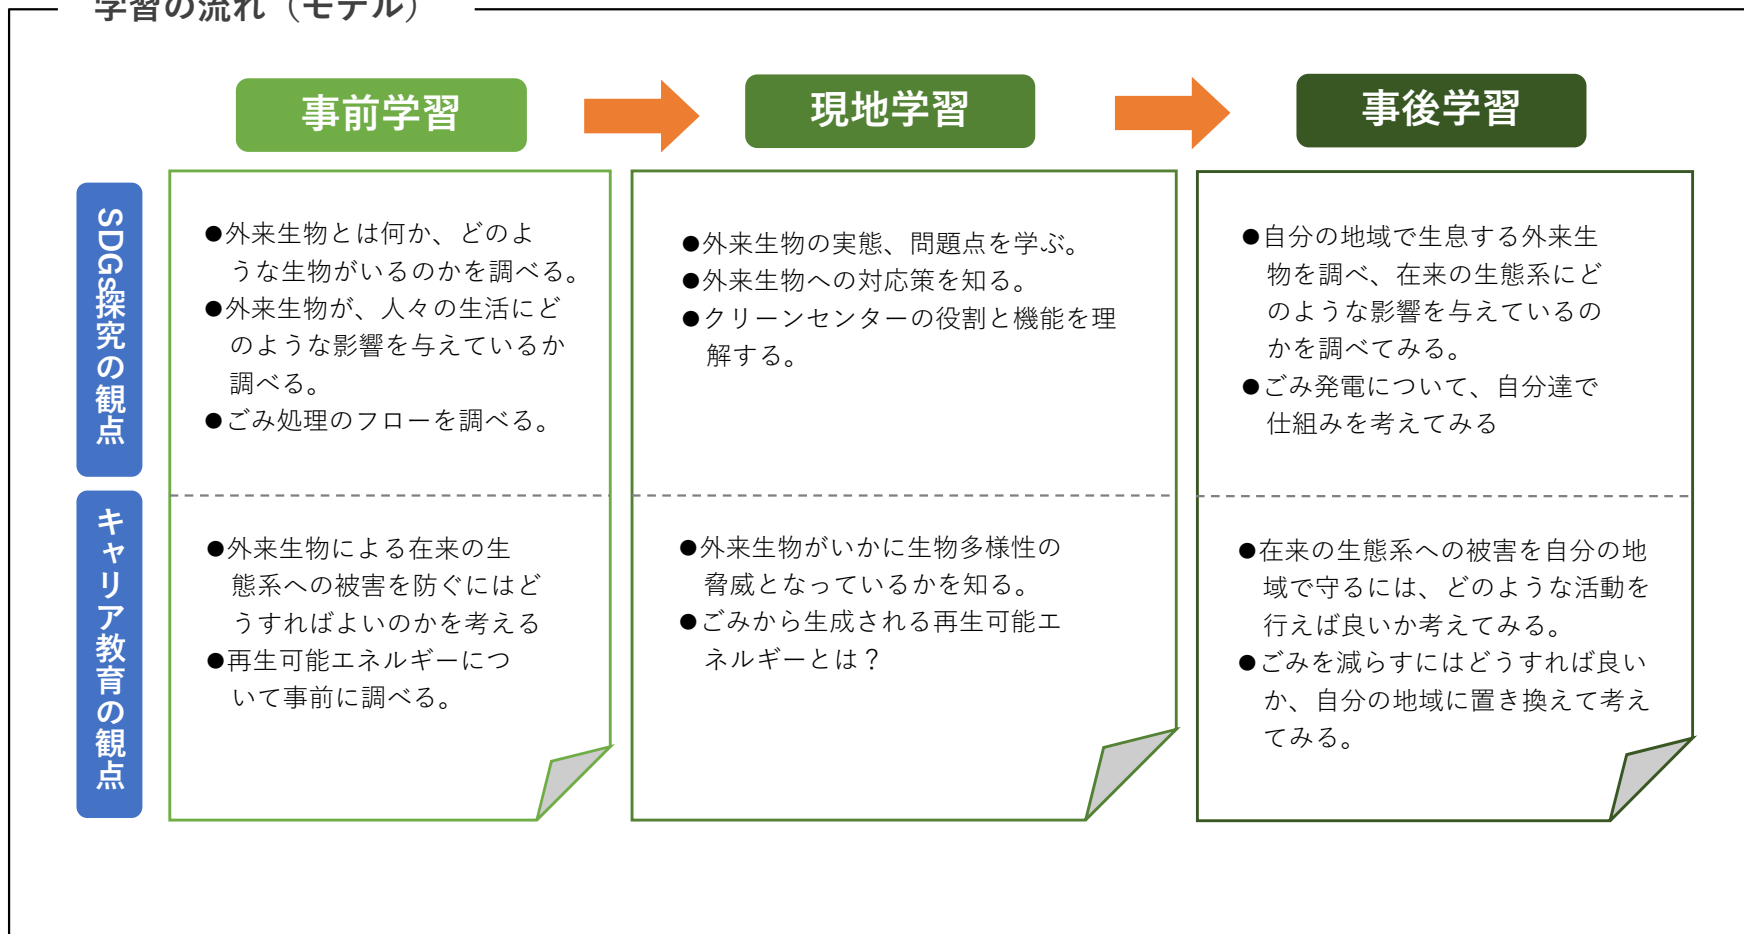 学習の流れ（モデル）
事前学習
現地学習
事後学習
SDGs探究の観点
●外来生物とは何か、どのよ
うな生物がいるのかを調べる。
●外来生物が、人々の生活にど
のような影響を与えているか
調べる。
●ごみ処理のフローを調べる。
●外来生物の実態、問題点を学ぶ。
●外来生物への対応策を知る。
●クリーンセンターの役割と機能を理
解する。
●自分の地域で生息する外来生
物を調べ、在来の生態系にど
のような影響を与えているの
かを調べてみる。
●ごみ発電について、自分達で
仕組みを考えてみる
キャリア教育の観点
●外来生物による在来の生
態系への被害を防ぐにはど
うすればよいのかを考える
●再生可能エネルギーにつ
いて事前に調べる。
●外来生物がいかに生物多様性の
脅威となっているかを知る。
●ごみから生成される再生可能エ
ネルギーとは？
●在来の生態系への被害を自分の地
域で守るには、どのような活動を
行えば良いか考えてみる。
●ごみを減らすにはどうすれば良い
か、自分の地域に置き換えて考え
てみる。